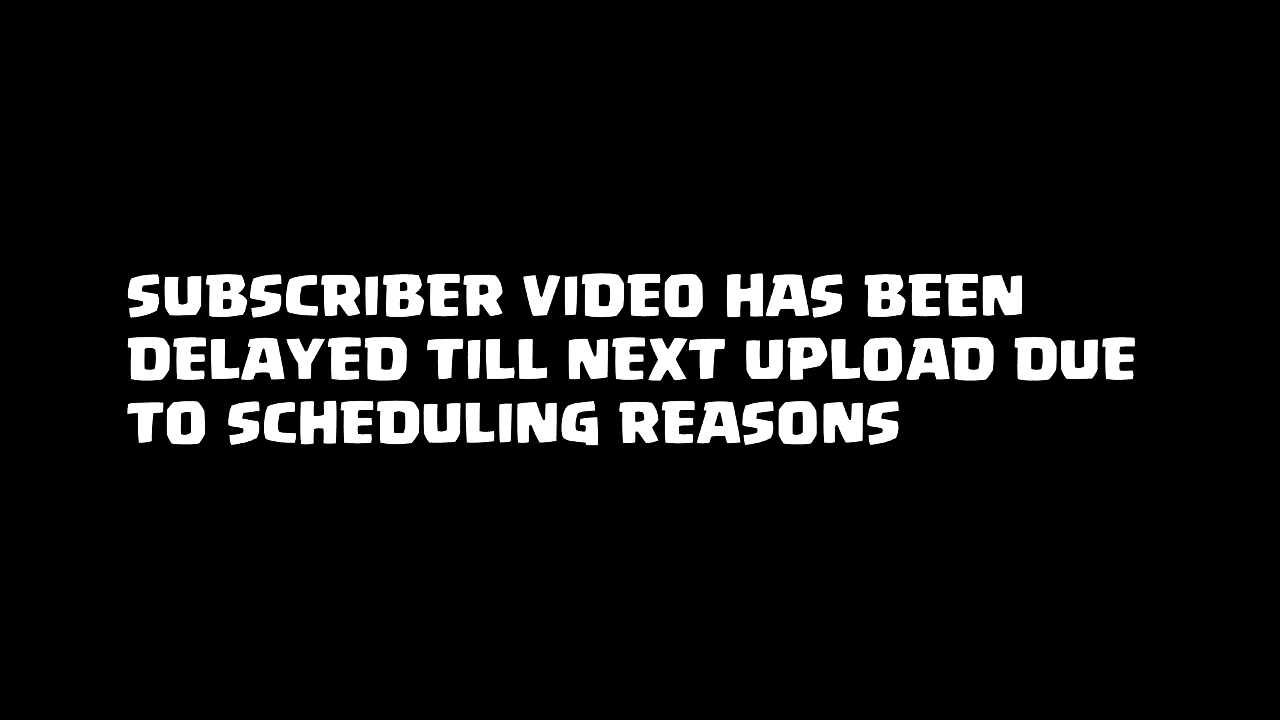 SUBSCRIBER VIDEO HAS BEEN
DELAYED TILL NEXT UPLOAD DUE
TO SCHEDULING REASONS